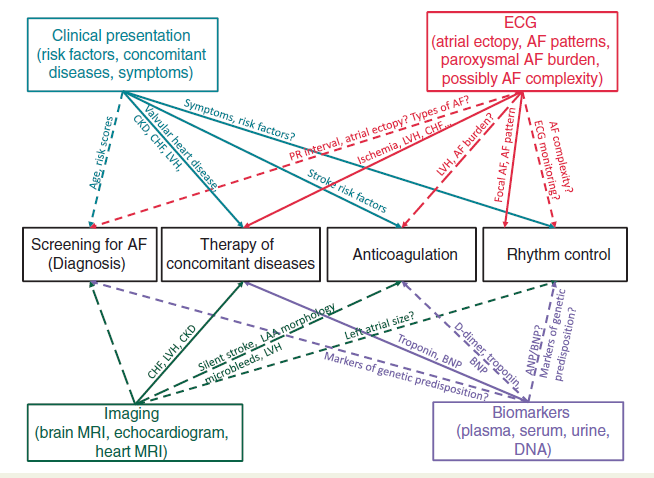 Clinical presentation
(risk factors, concomitant
diseases, symptoms)
ECG
(atrial ectopy, AF patterns,
paroxysmal AF burden,
possibly AF complexity)
Age, risk scores
Valvular heart disease,
CKD, CHF, LVH,
Symptoms, risk factors?
Stroke risk factors
PR interval, atrial ectopy? Types of AF?
Ischemia, LVH, CHF...
LVH, AF burden?
Focal AF, AF pattern
AF complexity?
ECG monitoring?
Screening for AF
(Diagnosis)
Therapy of
concomitant diseases
Anticoagulation
Rhythm control
CHF, LVH, CKD
Silent stroke, LAA morphology
microbleeds, LVH
Left atrial size?
Markers of genetic predisposition?
Troponin, BNP
D-dimer, troponin,
BNP
ANP/BNP?
Markers of genetic
predisposition?
Imaging
(brain MRI, echocardiogram,
heart MRI)
Biomarkers
(plasma, serum, urine,
DNA)